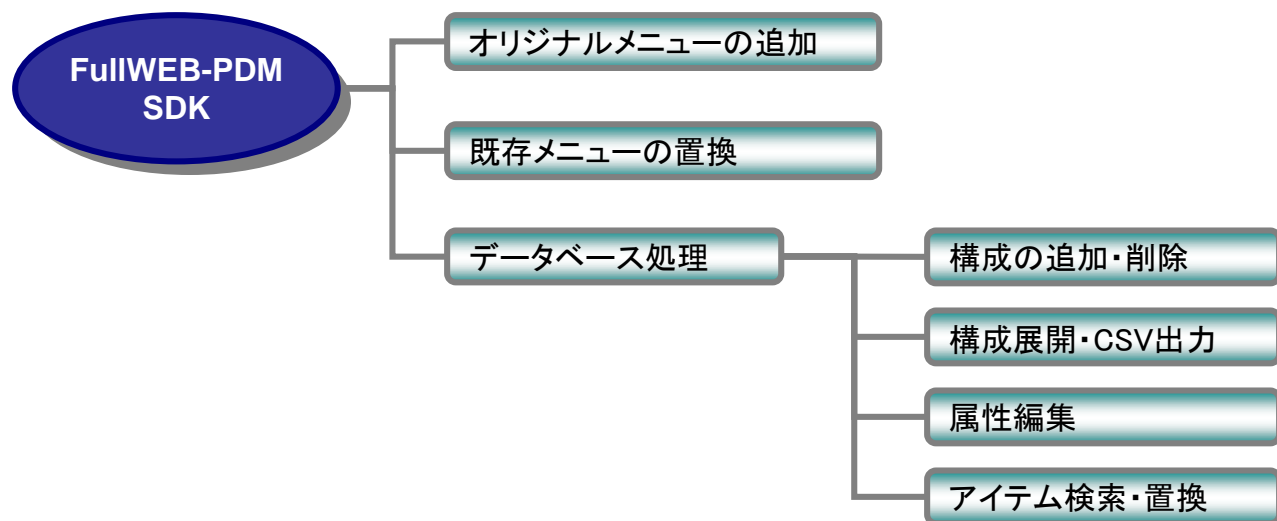 FullWEB-PDM
SDK
オリジナルメニューの追加
既存メニューの置換
データベース処理
構成の追加・削除
構成展開・CSV出力
属性編集
アイテム検索・置換